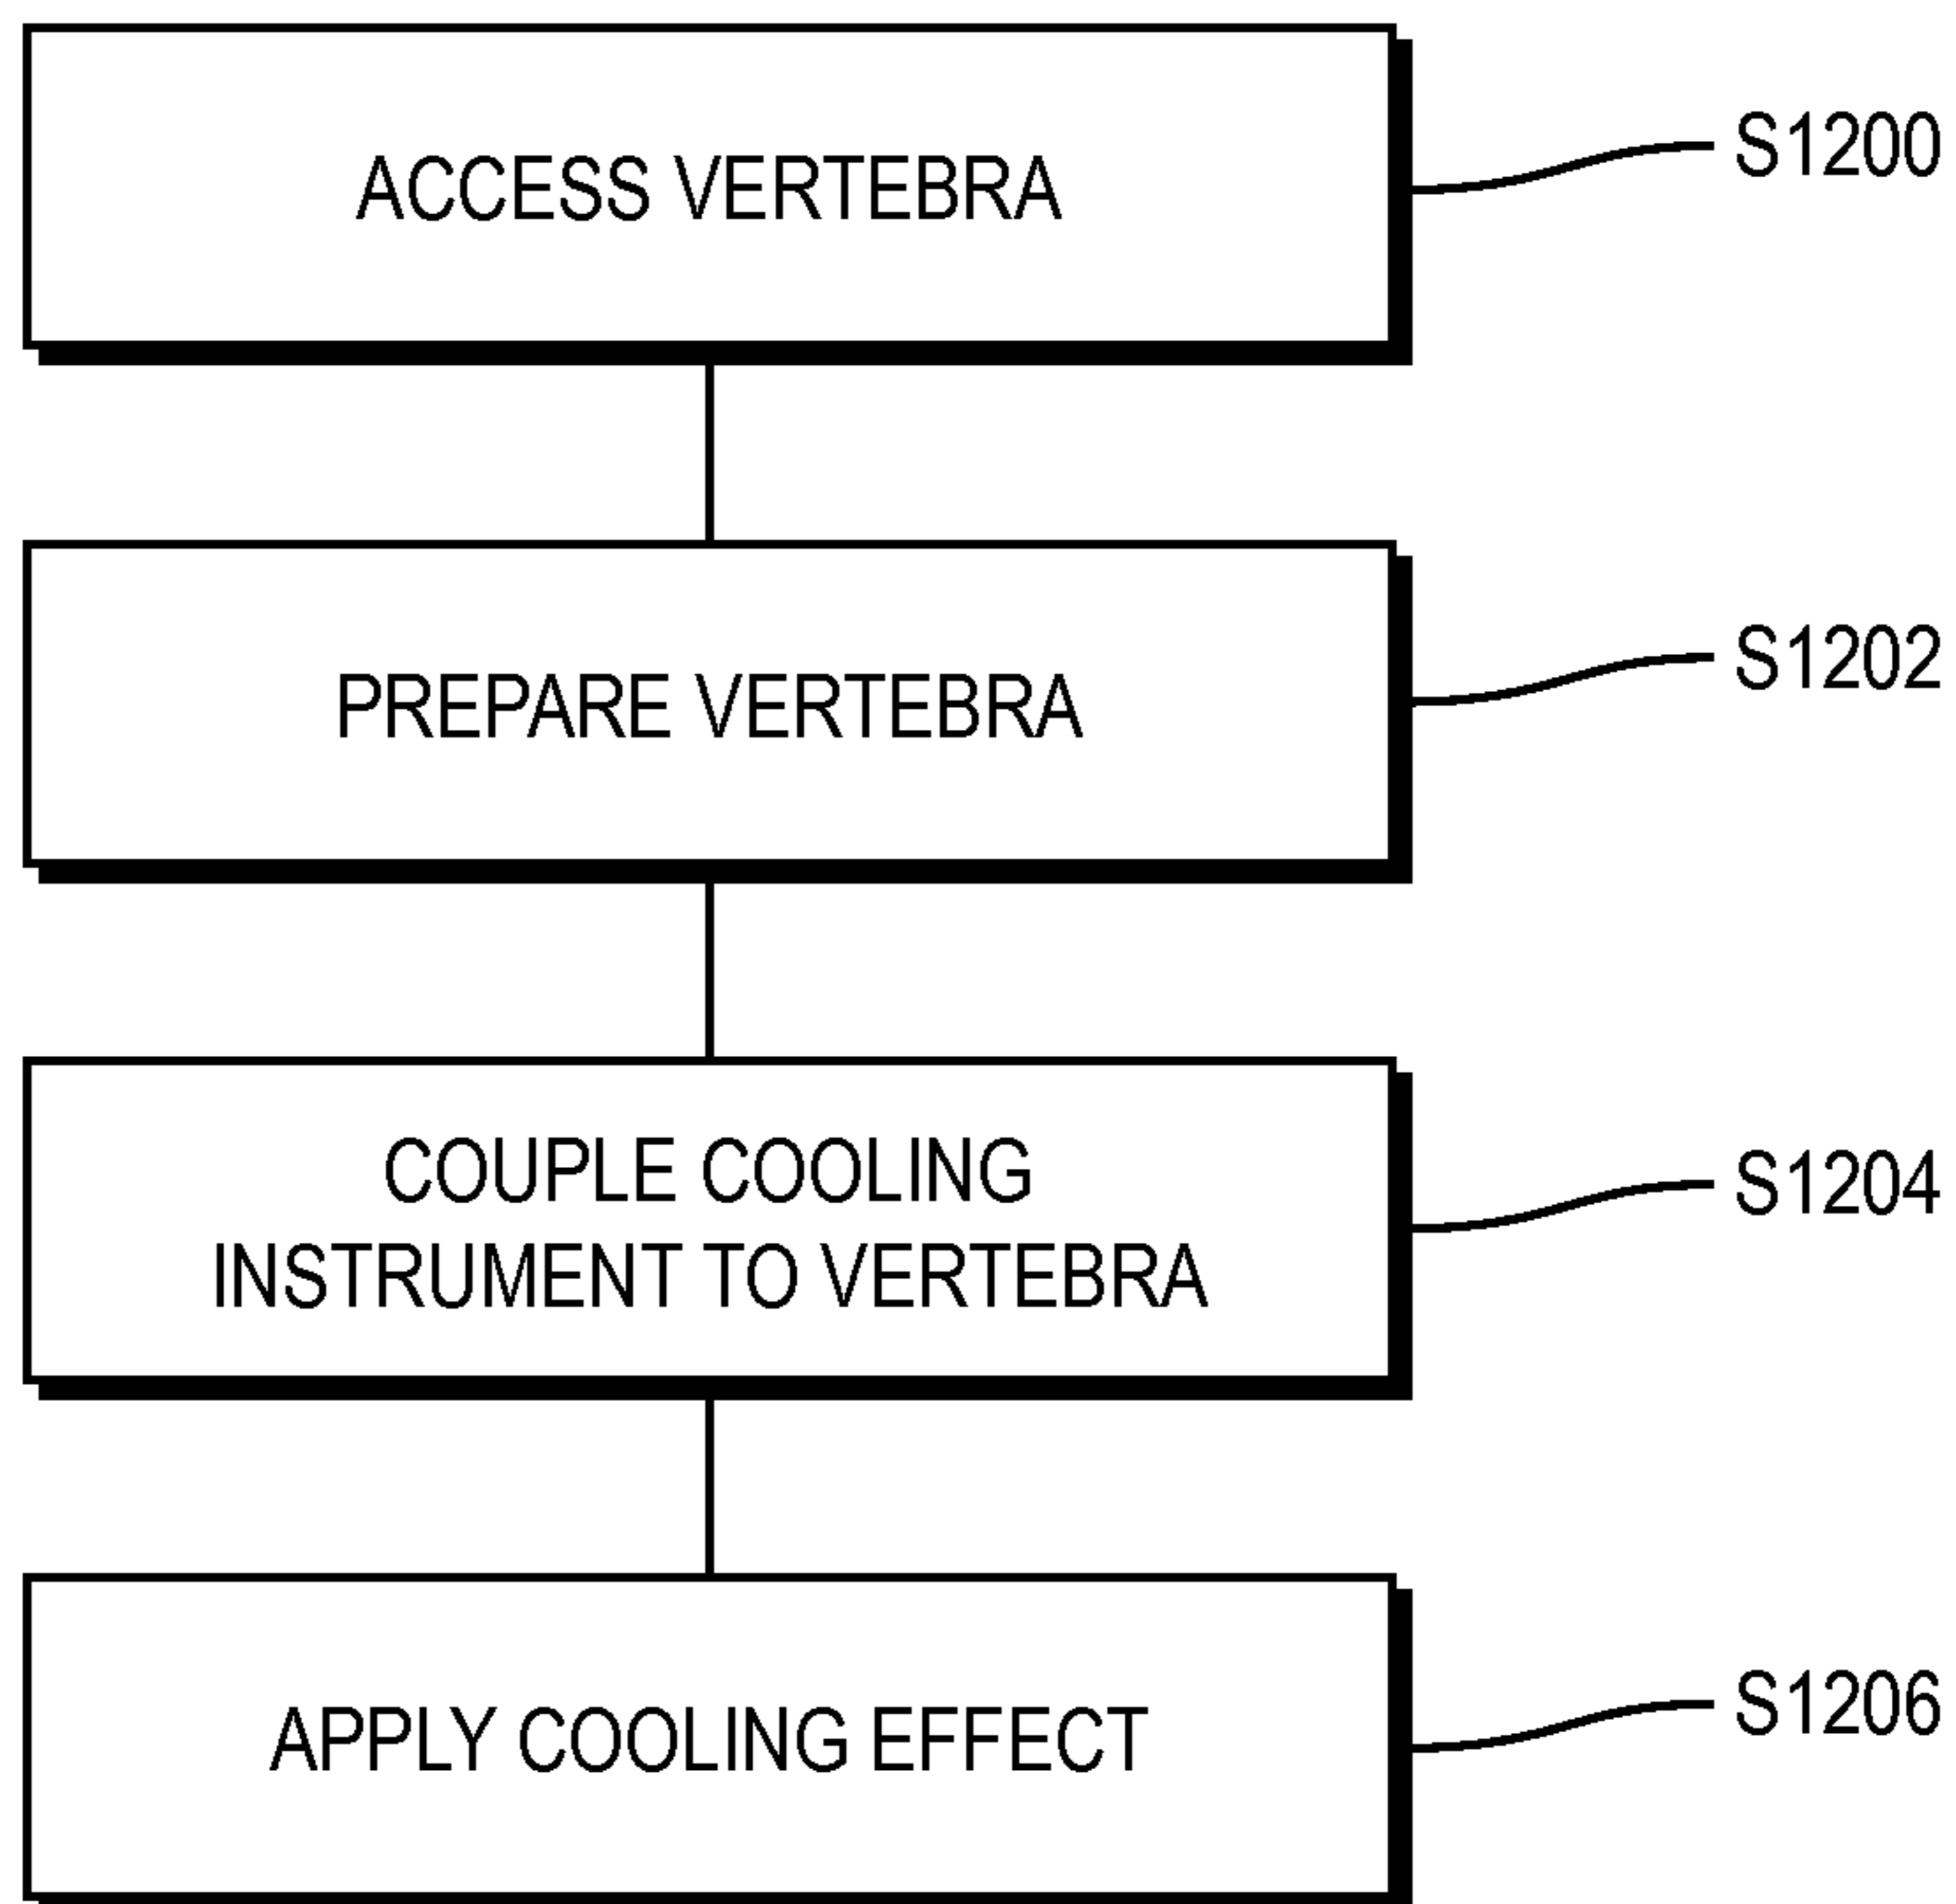 ACCESS VERTEBRA
S1200
PREPARE VERTEBRA
S1202
COUPLE COOLING
INSTRUMENT TO VERTEBRA
S1204
APPLY COOLING EFFECT
S1206